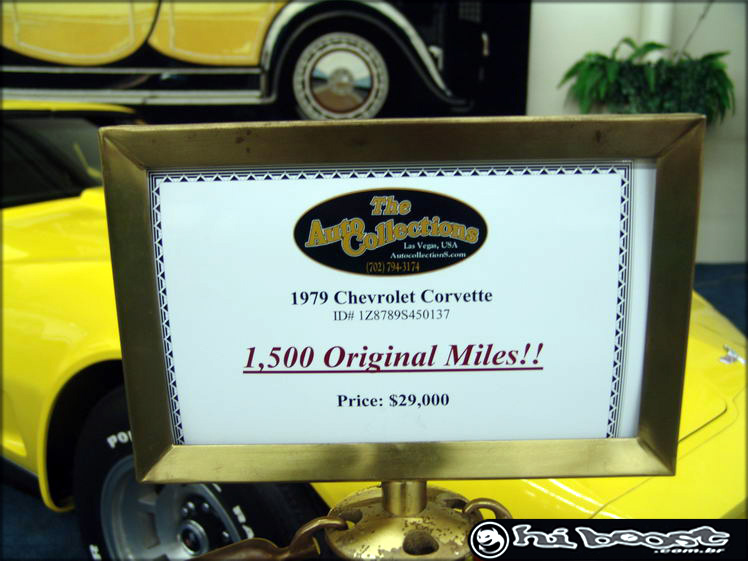 The
Auto Collections
Las Vegas, USA
AutocollectionS.com
(702) 794-3174
1979 Chevrolet Corvette
ID# 1Z8789S450137
1,500 Original Miles!!
Price: $29,000
hi boost
.com.br